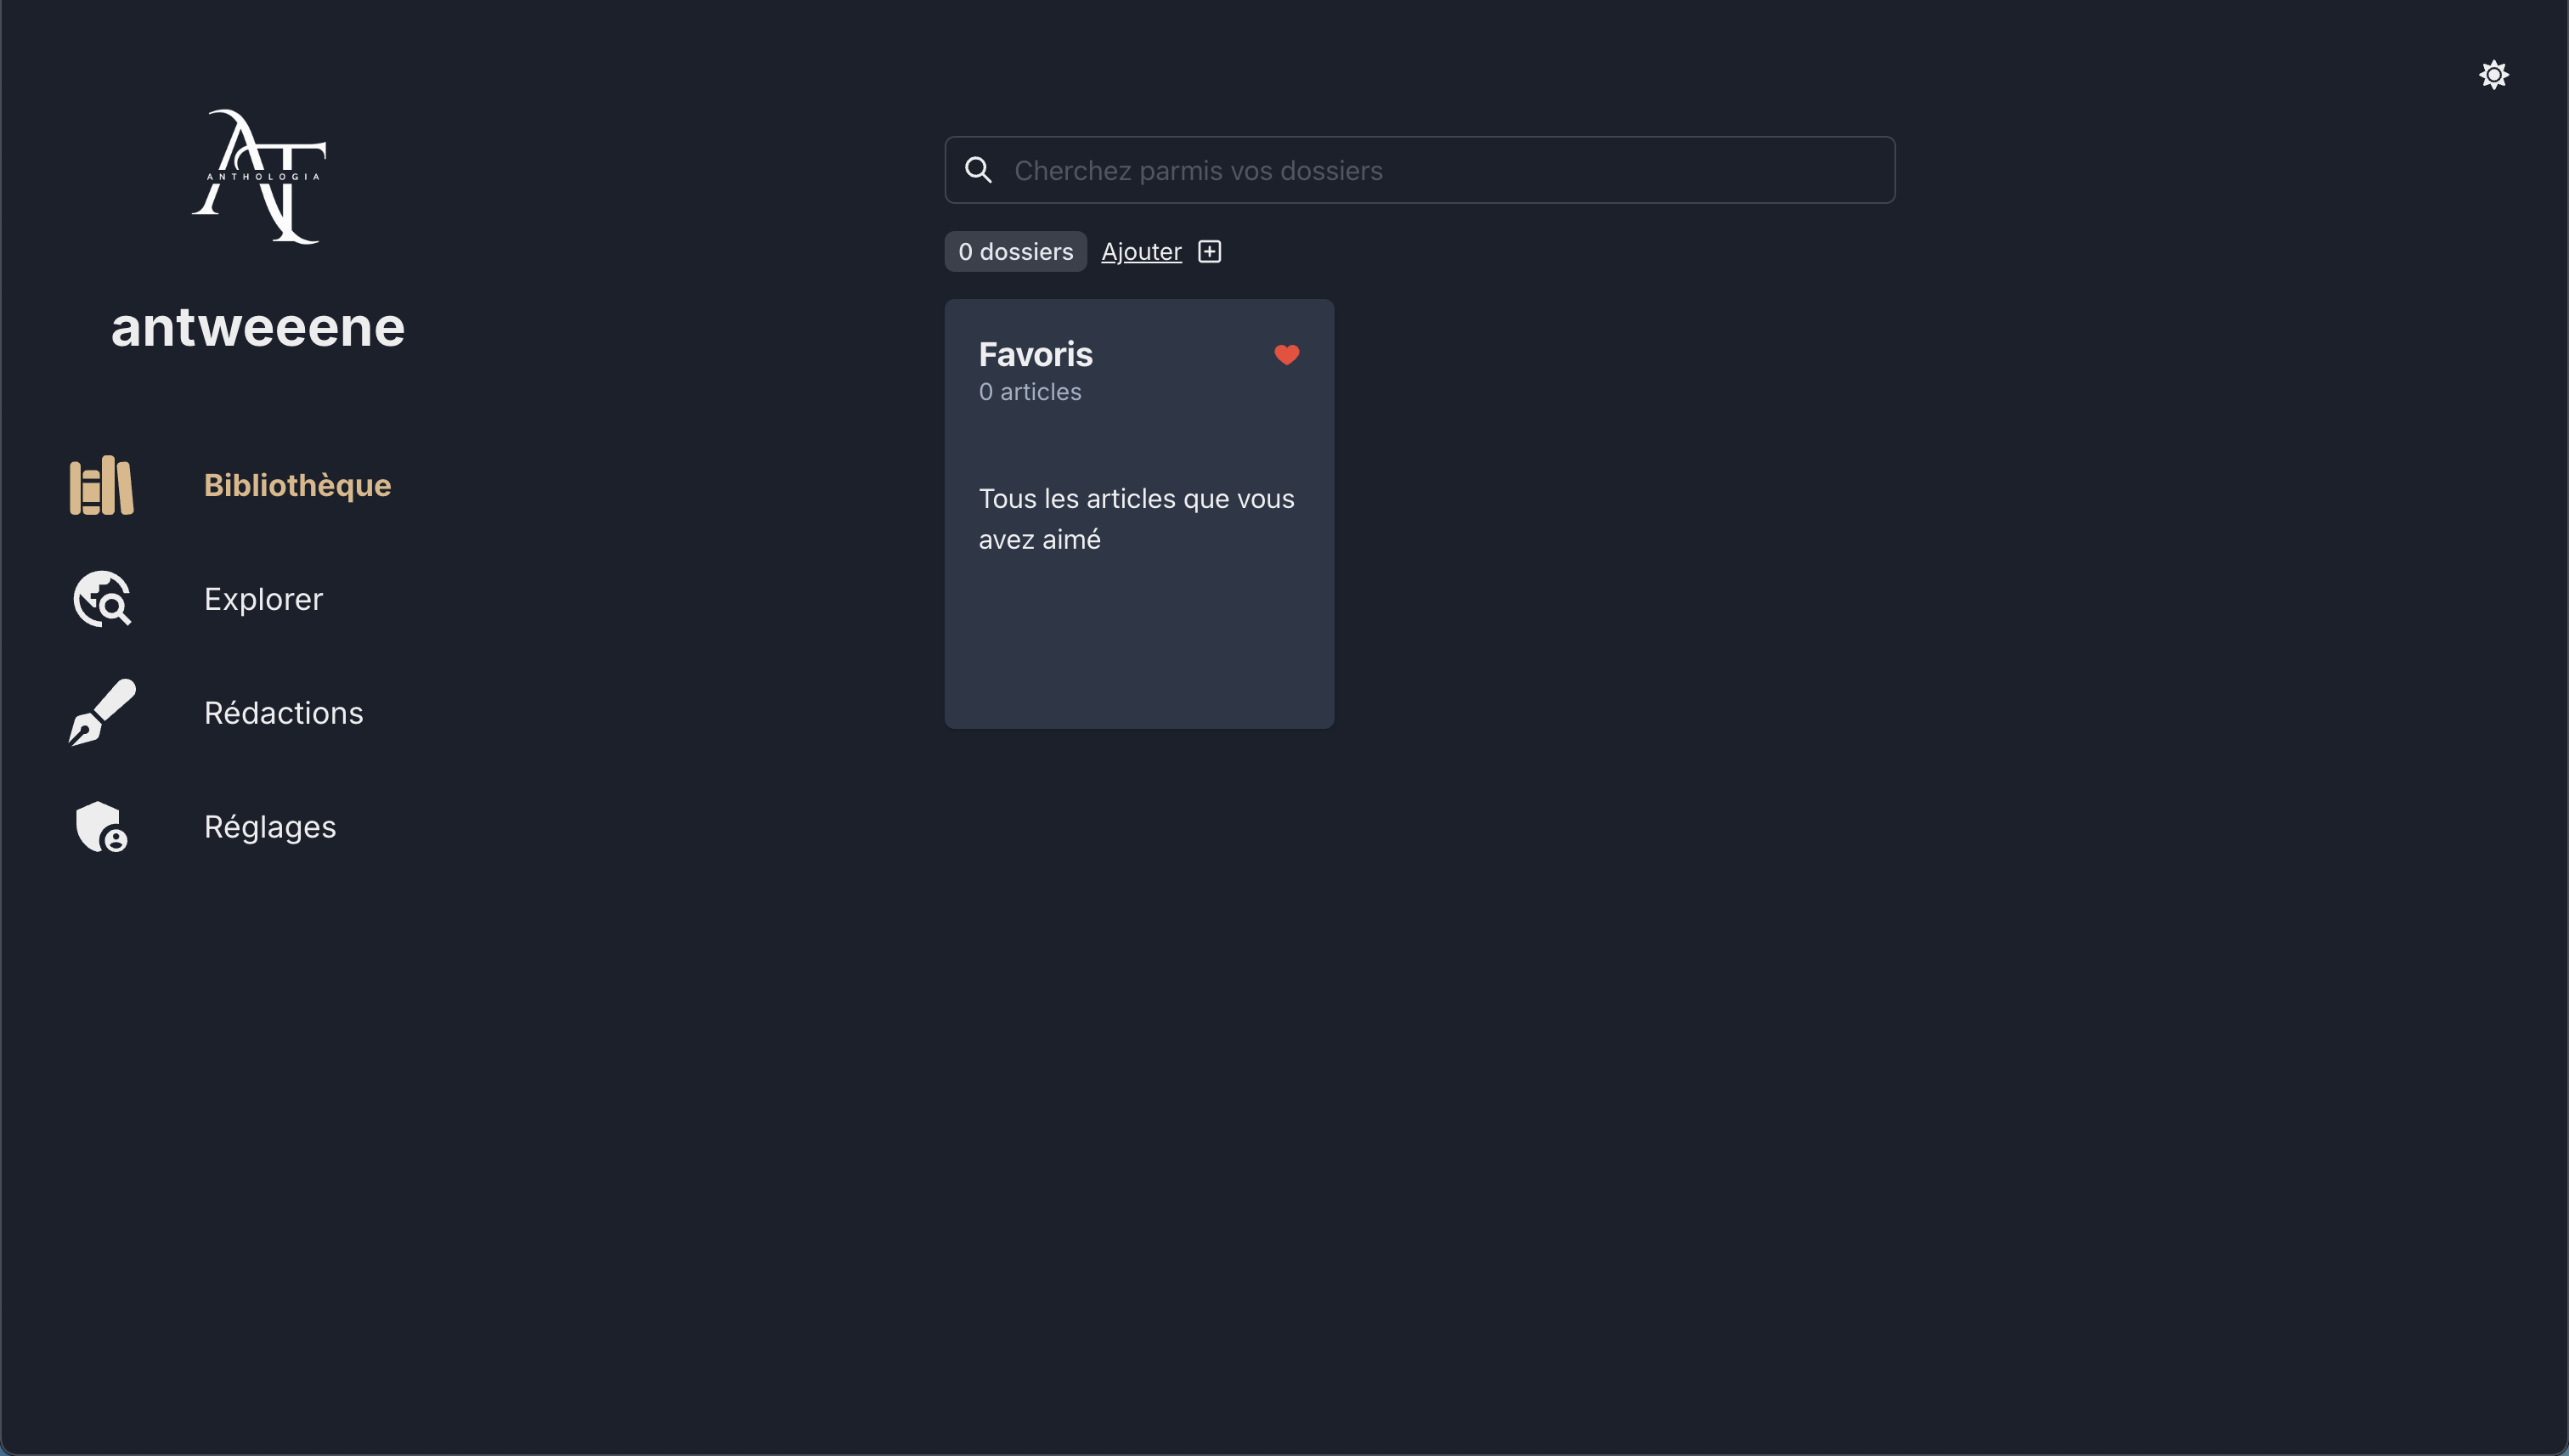 AT
ANTHOLOGIA
antweeene
Bibliothèque
Explorer
Rédactions
Réglages
Cherchez parmis vos dossiers
0 dossiers Ajouter
Favoris
0 articles
Tous les articles que vous
avez aimé